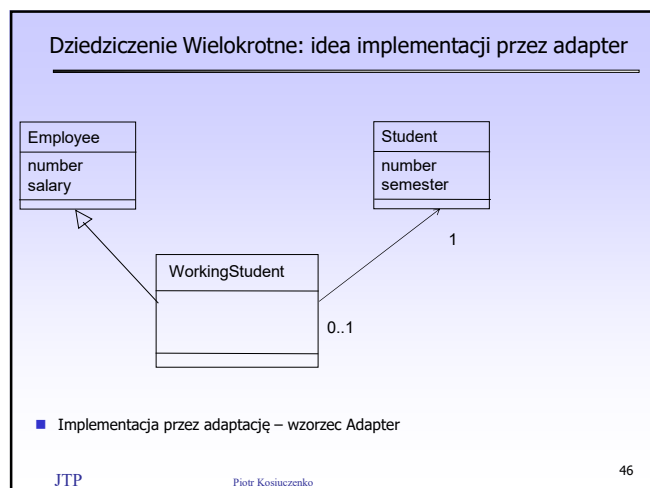 Dziedziczenie Wielokrotne: idea implementacji przez adapter
Employee
number
salary
Student
number
semester
1
WorkingStudent
0..1
Implementacja przez adaptację – wzorzec Adapter
JTP
Piotr Kosiuczenko
46